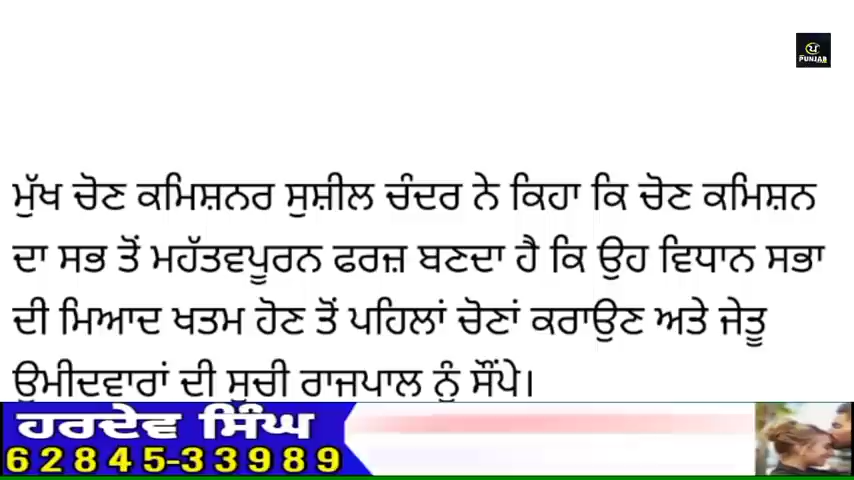 ਪੰ
PUNJAB
ਮੁੱਖ ਚੋਣ ਕਮਿਸ਼ਨਰ ਸੁਸ਼ੀਲ ਚੰਦਰ ਨੇ ਕਿਹਾ ਕਿ ਚੋਣ ਕਮਿਸ਼ਨ
ਦਾ ਸਭ ਤੋਂ ਮਹੱਤਵਪੂਰਨ ਫਰਜ਼ ਬਣਦਾ ਹੈ ਕਿ ਉਹ ਵਿਧਾਨ ਸਭਾ
ਦੀ ਮਿਆਦ ਖਤਮ ਹੋਣ ਤੋਂ ਪਹਿਲਾਂ ਚੋਣਾਂ ਕਰਾਉਣ ਅਤੇ ਜੇਤੂ
ਉਮੀਦਵਾਰਾਂ ਦੀ ਸੂਚੀ ਰਾਜਪਾਲ ਨੂੰ ਸੌਂਪੇ।
ਹਰਦੇਵ ਸਿੰਘ
62845-33989